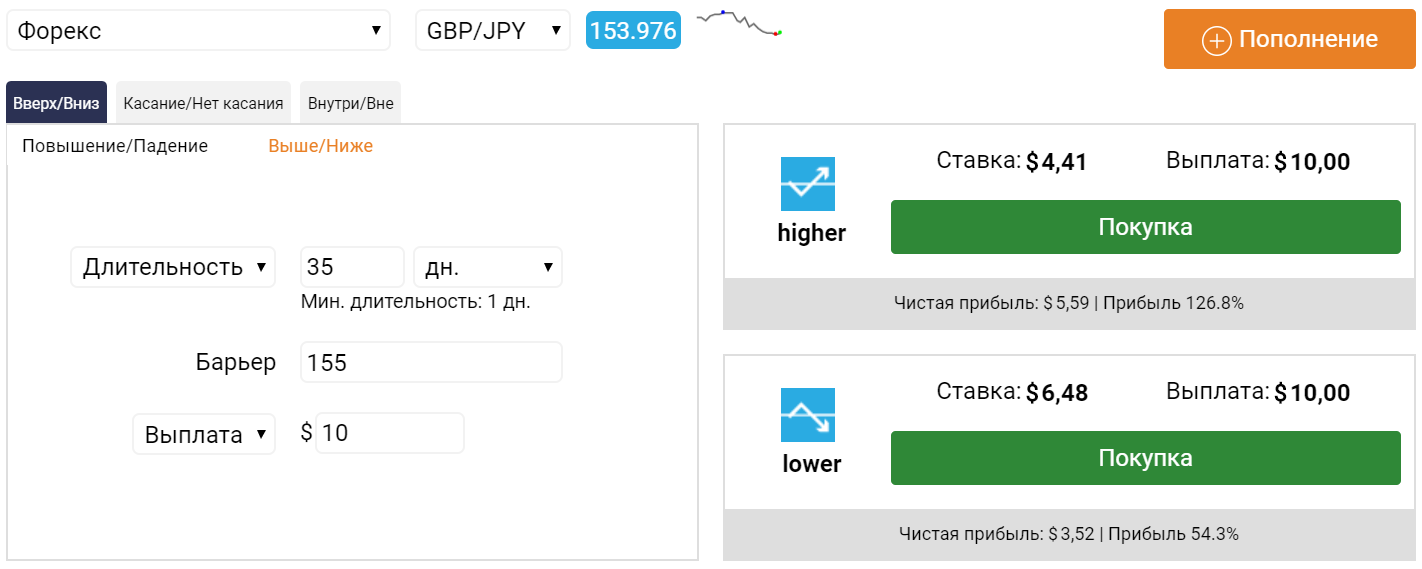 Форекс GBP/JPY 153.976 Пополнение
Вверх/Вниз Касание/Нет касания Внутри/Вне
Повышение/Падение Выше/Ниже
Длительность 35 дн.
Мин. длительность: 1 дн.
Барьер 155
Выплата $ 10
Ставка: $ 4,41 Выплата: $ 10,00
higher Покупка
Чистая прибыль: $ 5,59 | Прибыль 126.8%
Ставка: $ 6,48 Выплата: $ 10,00
lower Покупка
Чистая прибыль: $ 3,52 | Прибыль 54.3%